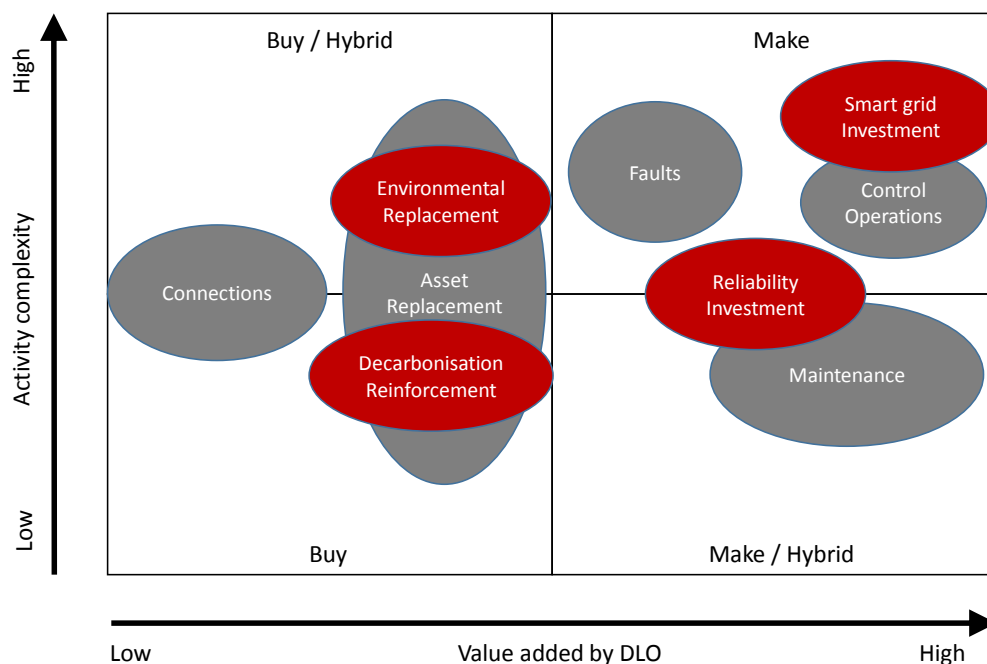 High
Activity complexity
Low
Buy / Hybrid
Make
Smart grid
Investment
Environmental
Replacement
Faults
Control
Operations
Connections
Asset
Replacement
Reliability
Investment
Decarbonisation
Reinforcement
Maintenance
Buy
Make / Hybrid
Low
Value added by DLO
High